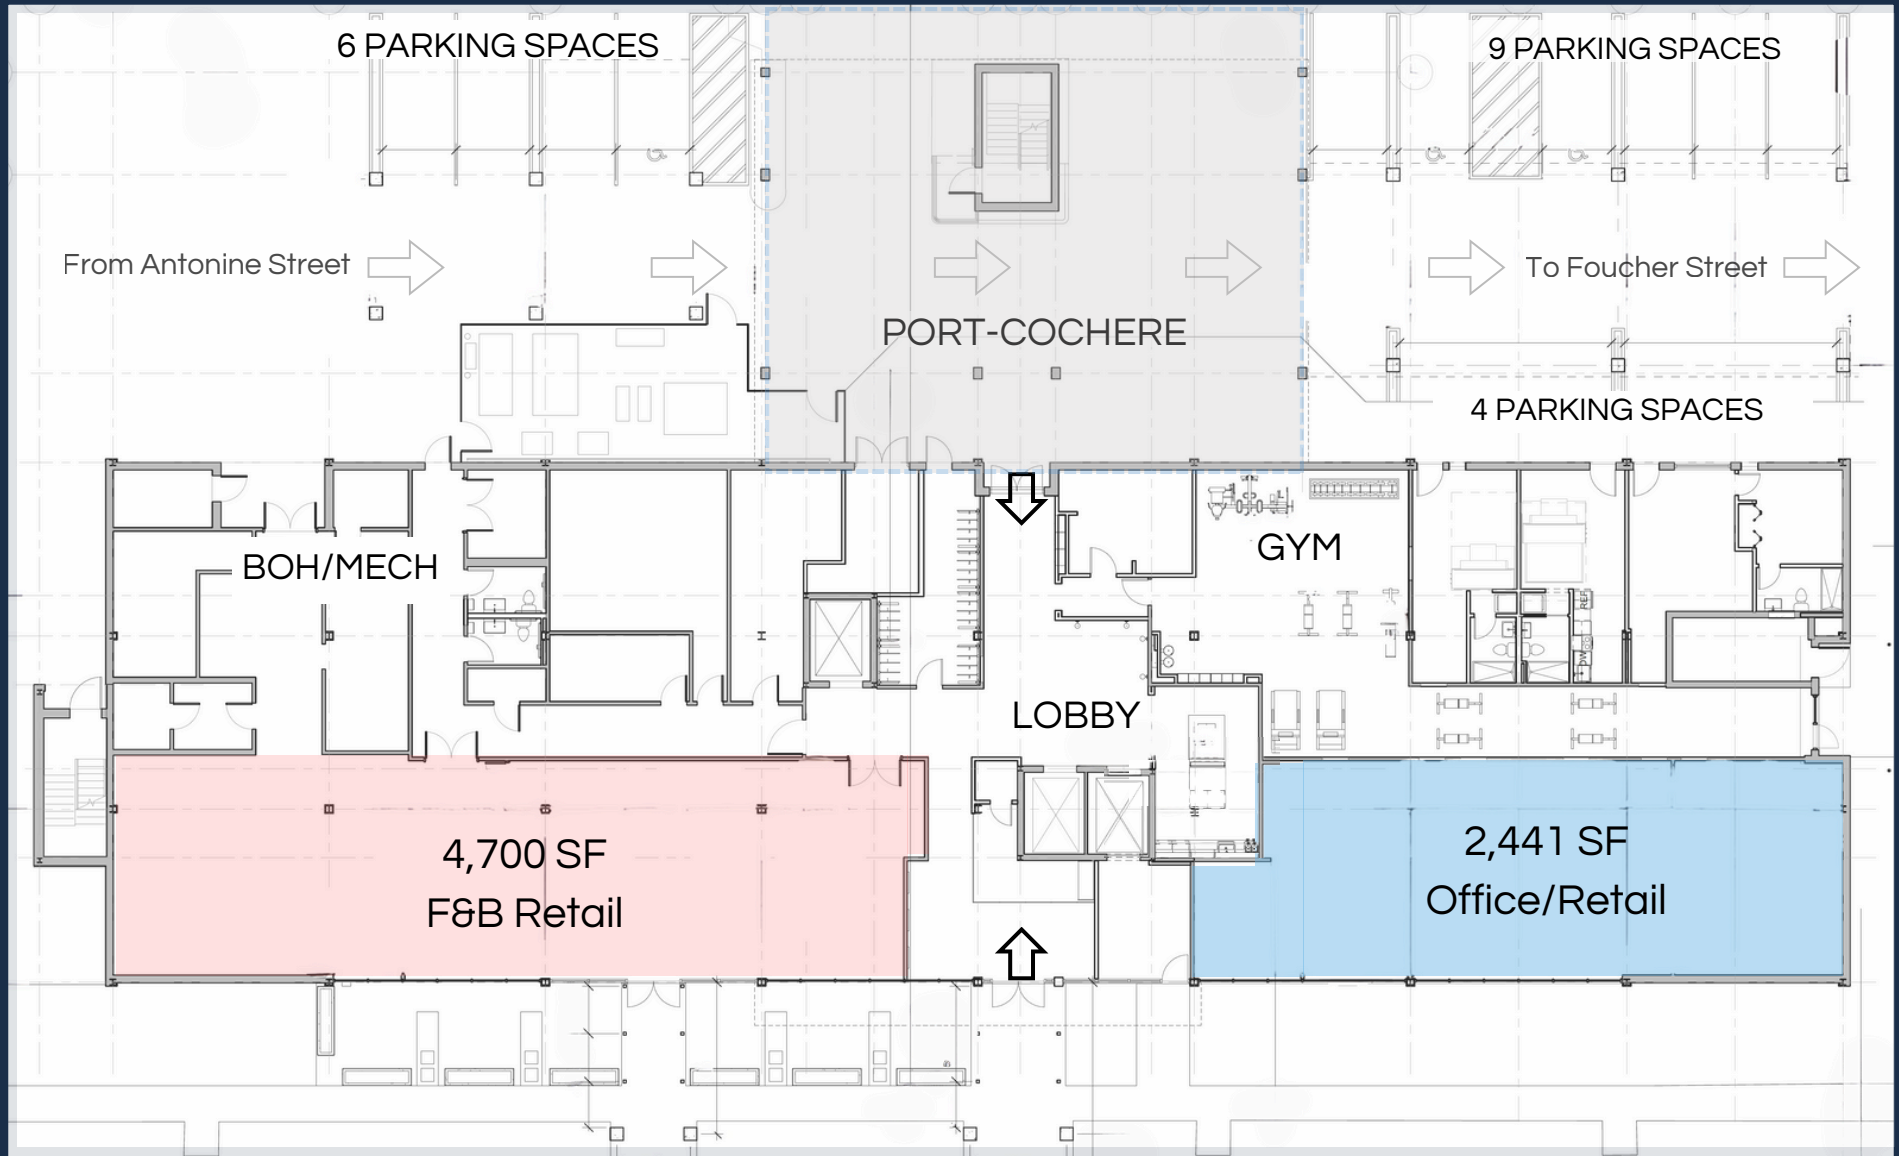 6 PARKING SPACES
9 PARKING SPACES
From Antonine Street
To Foucher Street
PORT-COCHERE
4 PARKING SPACES
BOH/MECH
GYM
LOBBY
4,700 SF
F&B Retail
2,441 SF
Office/Retail